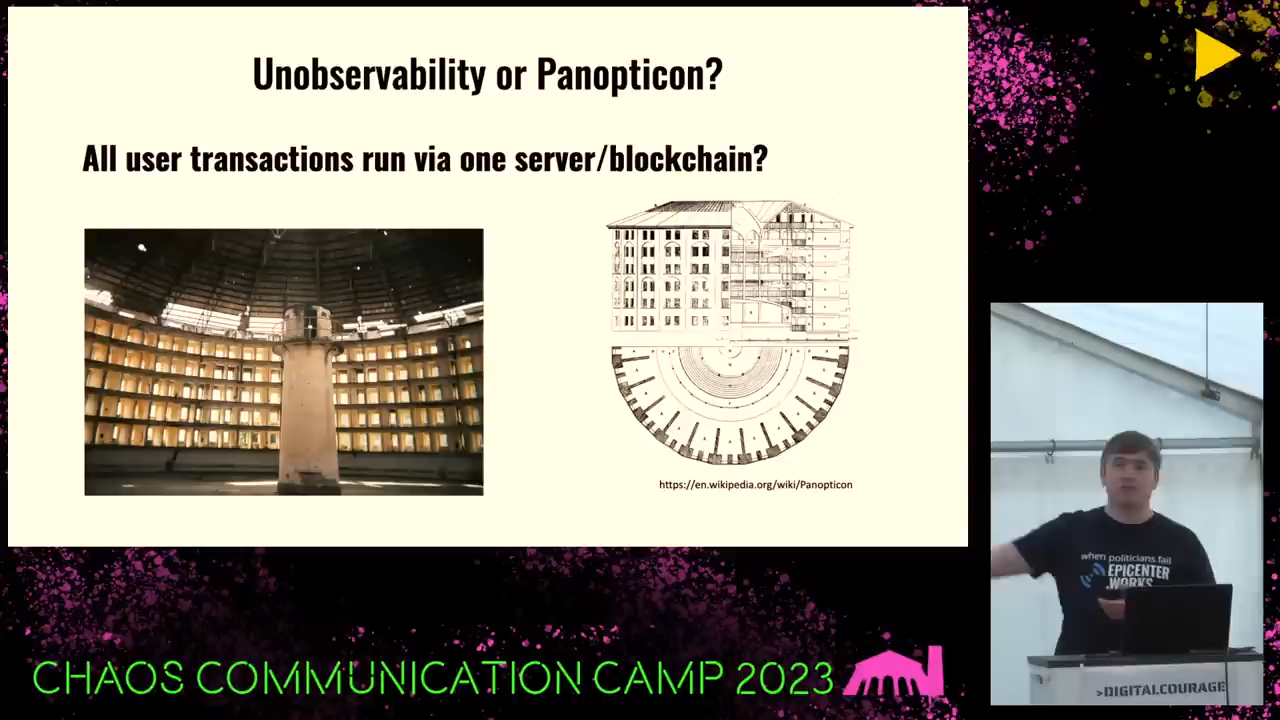 Unobservability or Panopticon?
All user transactions run via one server/blockchain?
https://en.wikipedia.org/wiki/Panopticon
when politicians fail
EPICENTER
.WORKS
>DIGITALCOURAGE
CHAOS COMMUNICATION CAMP 2023